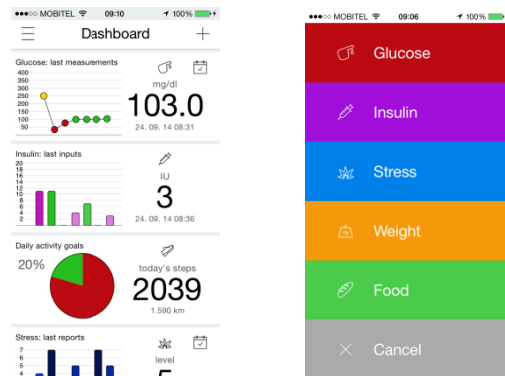 MOBITEL 09:10 100%
Dashboard
Glucose: last measurements
400
350
300
250
200
150
100
50
mg/dl
103.0
24. 09. 14 08:31
Insulin: last inputs
20
18
16
14
12
10
8
6
4
2
IU
3
24. 09. 14 08:36
Daily activity goals
20%
today's steps
2039
1.590 km
Stress: last reports
7
6
5
4
level
MOBITEL 09:06 100%
Glucose
Insulin
Stress
Weight
Food
Cancel